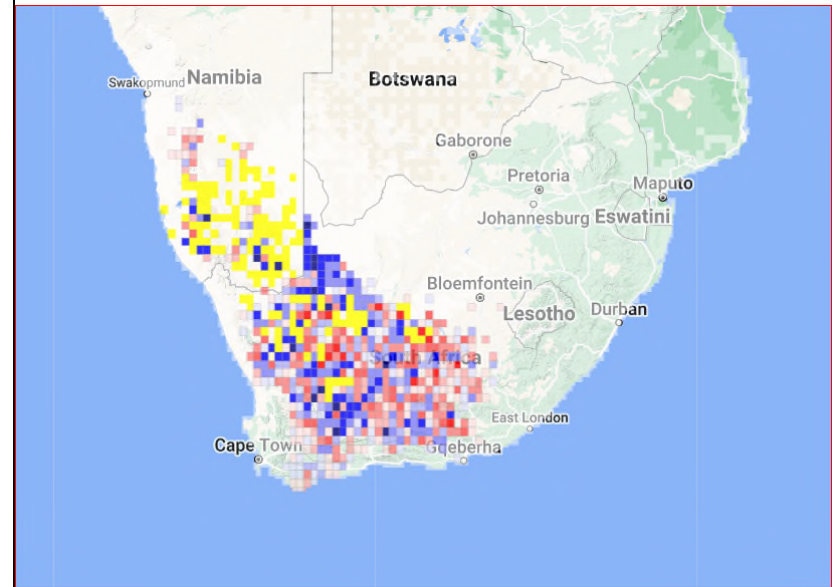 Swakopmund
Namibia
Botswana
Gaborone
Pretoria
Maputo
Johannesburg
Eswatini
Bloemfontein
Lesotho
Durban
South Africa
East London
Cape Town
Gqeberha